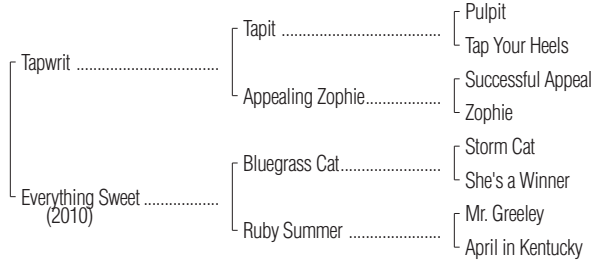 Pulpit
Tapit ........................................
Tap Your Heels
Tapwrit ....................................
Successful Appeal
Appealing Zophie...................
Zophie
Storm Cat
Bluegrass Cat.........................
She's a Winner
Everything Sweet ...................
(2010)
Mr. Greeley
Ruby Summer .......................
April in Kentucky